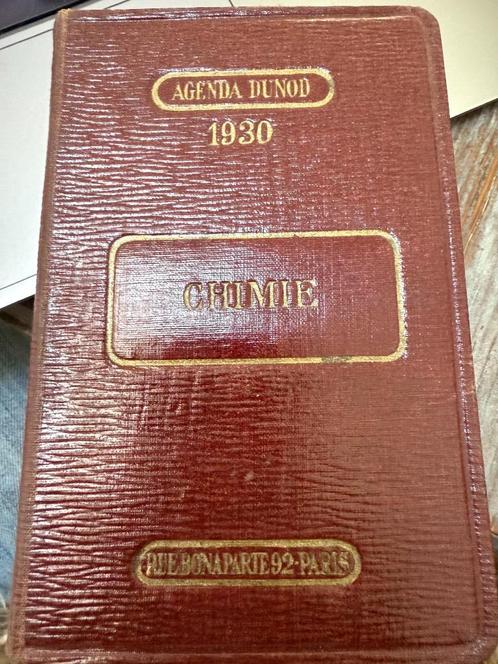 AGENDA DUNOD
1930
CHIMIE
RUE BONAPARTE 92-PARIS